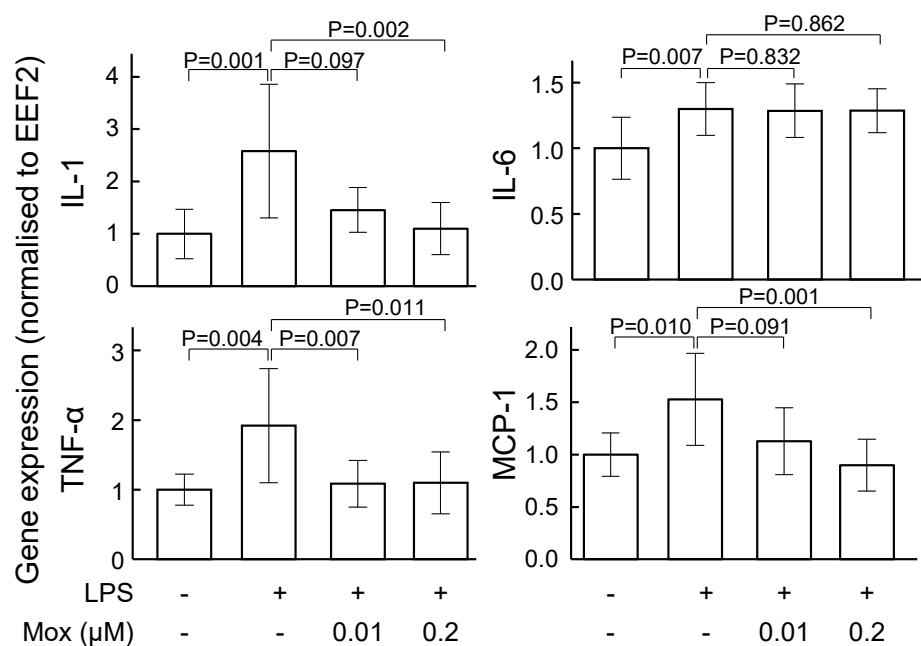 Gene expression (normalised to EEF2)
P=0.002
P=0.001
P=0.097
IL-1
4
3
2
1
0
P=0.862
P=0.007
P=0.832
IL-6
1.5
1.0
0.5
0.0
P=0.011
P=0.004
P=0.007
TNF-α
3
2
1
0
P=0.001
P=0.010
P=0.091
MCP-1
2.0
1.5
1.0
0.5
0.0
LPS - + + + - + + +
Mox (µM) - - 0.01 0.2 - - 0.01 0.2